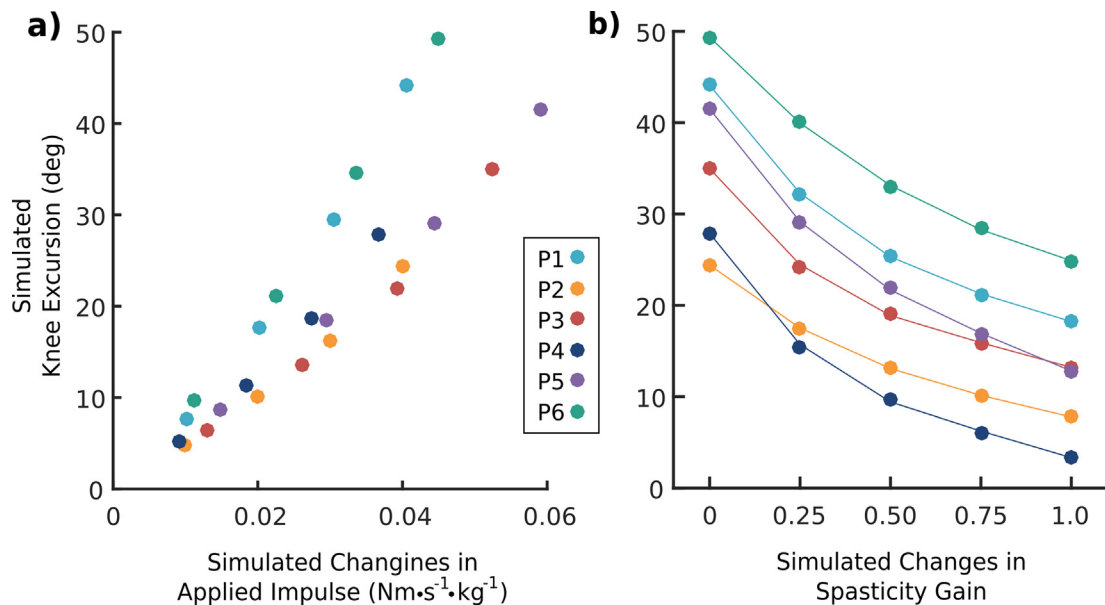 a)
50
40
30
20
10
0
0 0.02 0.04 0.06
Simulated
Knee Excursion (deg)
Simulated Changines in
Applied Impulse (Nm•s⁻¹•kg⁻¹)
P1
P2
P3
P4
P5
P6
b)
50
40
30
20
10
0
0 0.25 0.50 0.75 1.0
Simulated Changes in
Spasticity Gain